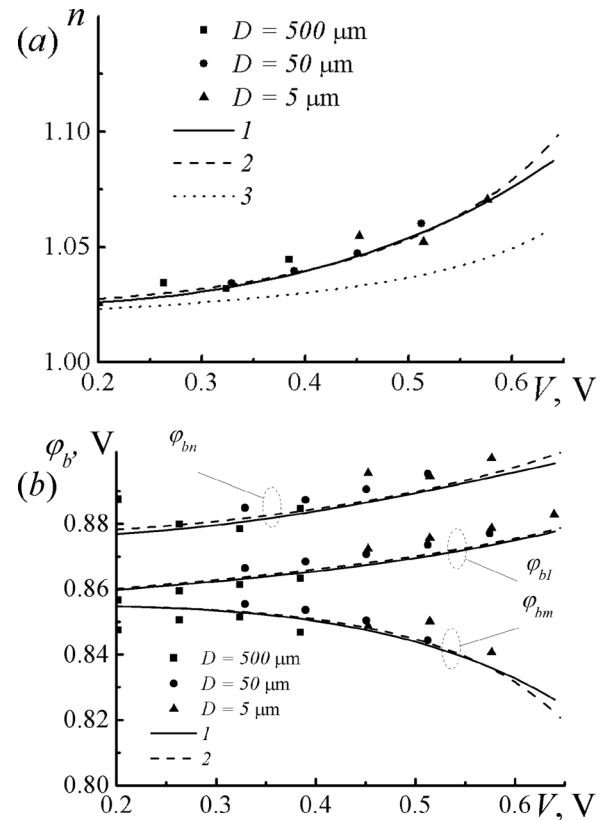 (a) n
D = 500 μm
D = 50 μm
D = 5 μm
1
2
3
1.10
1.05
1.00
0.2 0.3 0.4 0.5 0.6 V, V
φb, V
(b)
φbn
0.88
0.86
φbI
φbm
0.84
D = 500 μm
D = 50 μm
D = 5 μm
0.82
1
2
0.80
0.2 0.3 0.4 0.5 0.6 V, V